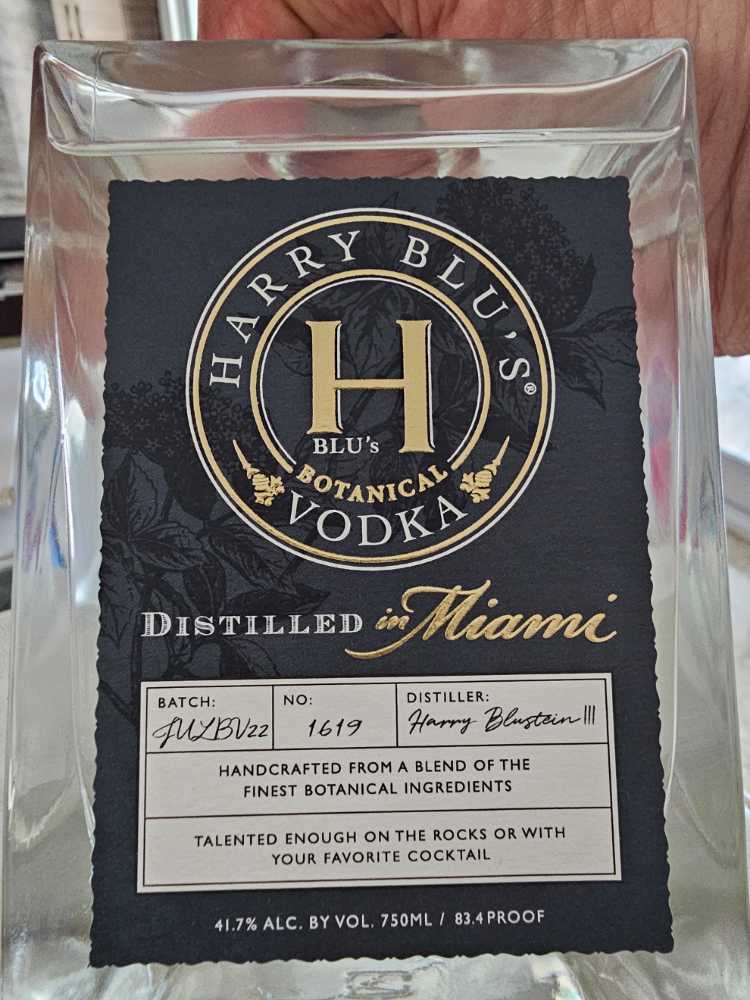 HARRY BLU'S®
H
BLU's
BOTANICAL
VODKA
DISTILLED in Miami
BATCH:
JULBV22
NO:
1619
DISTILLER:
Harry Blustein III
HANDCRAFTED FROM A BLEND OF THE
FINEST BOTANICAL INGREDIENTS
TALENTED ENOUGH ON THE ROCKS OR WITH
YOUR FAVORITE COCKTAIL
41.7% ALC. BY VOL. 750ML / 83.4 PROOF